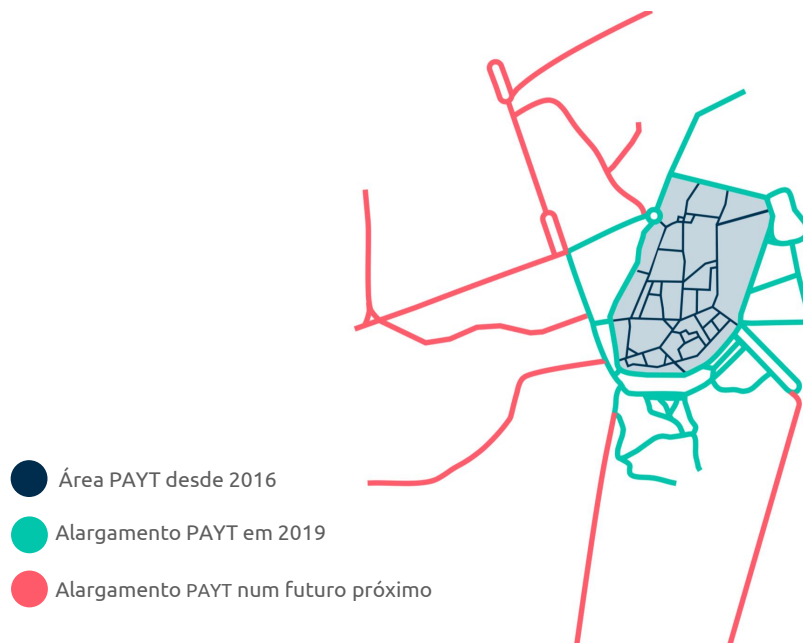 Área PAYT desde 2016
Alargamento PAYT em 2019
Alargamento PAYT num futuro próximo